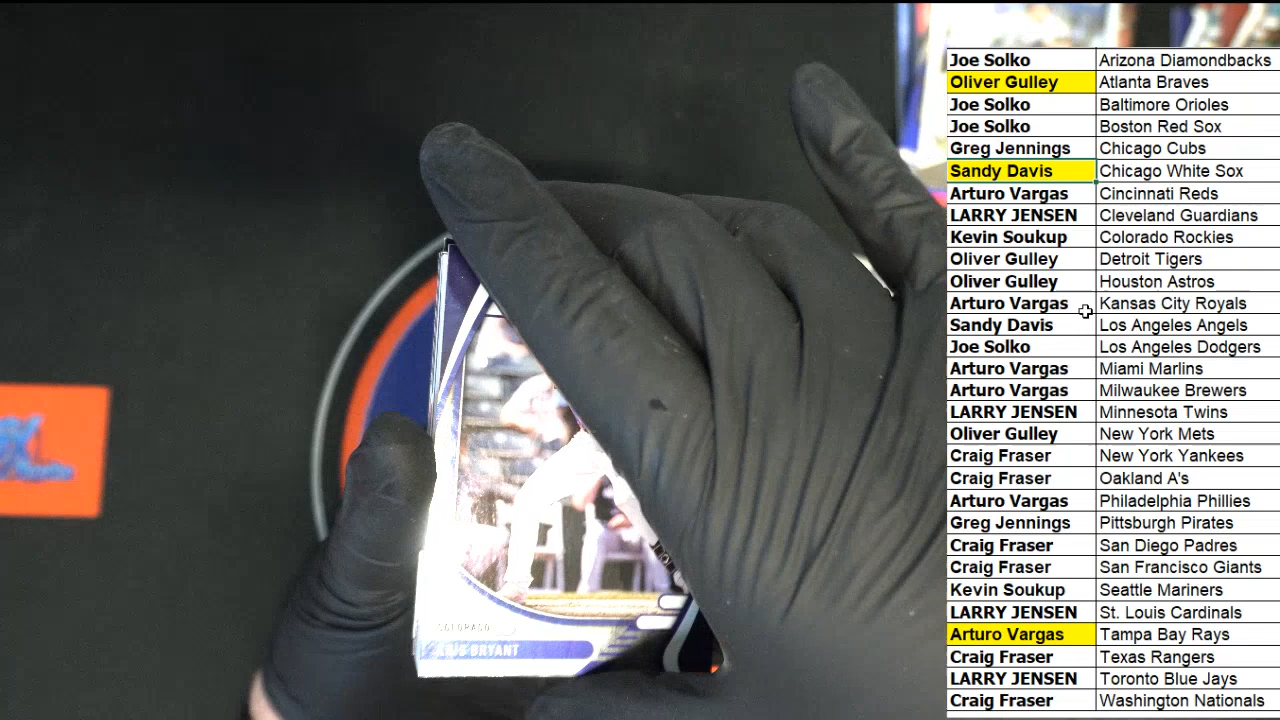 Joe Solko Arizona Diamondbacks
Oliver Gulley Atlanta Braves
Joe Solko Baltimore Orioles
Joe Solko Boston Red Sox
Greg Jennings Chicago Cubs
Sandy Davis Chicago White Sox
Arturo Vargas Cincinnati Reds
LARRY JENSEN Cleveland Guardians
Kevin Soukup Colorado Rockies
Oliver Gulley Detroit Tigers
Oliver Gulley Houston Astros
Arturo Vargas Kansas City Royals
Sandy Davis Los Angeles Angels
Joe Solko Los Angeles Dodgers
Arturo Vargas Miami Marlins
Arturo Vargas Milwaukee Brewers
LARRY JENSEN Minnesota Twins
Oliver Gulley New York Mets
Craig Fraser New York Yankees
Craig Fraser Oakland A's
Arturo Vargas Philadelphia Phillies
Greg Jennings Pittsburgh Pirates
Craig Fraser San Diego Padres
Craig Fraser San Francisco Giants
Kevin Soukup Seattle Mariners
LARRY JENSEN St. Louis Cardinals
Arturo Vargas Tampa Bay Rays
Craig Fraser Texas Rangers
LARRY JENSEN Toronto Blue Jays
Craig Fraser Washington Nationals
COLORADO
KRIS BRYANT